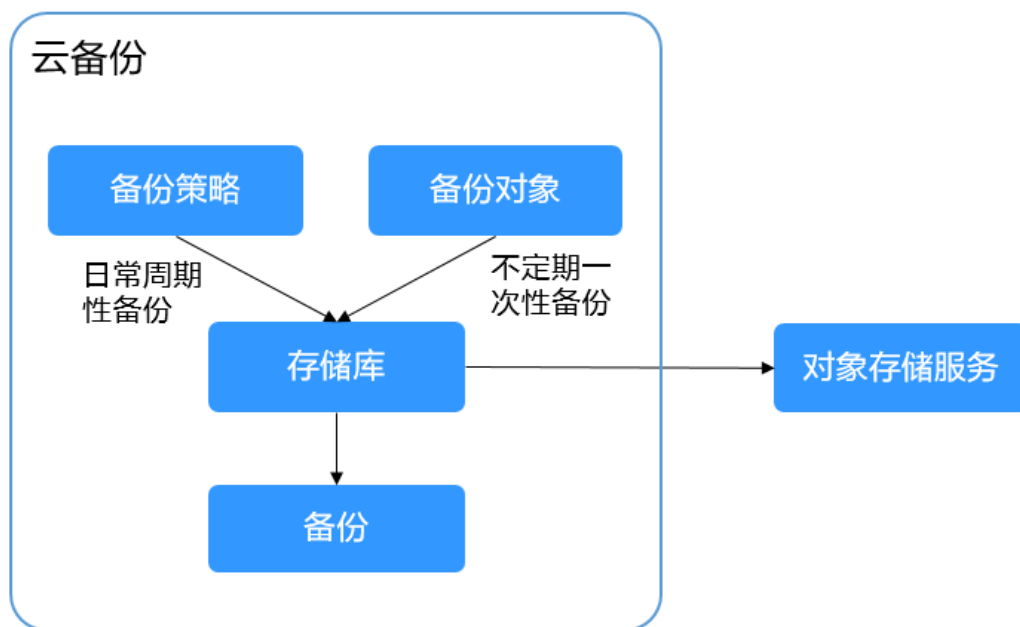 云备份
备份策略
备份对象
日常周期
性备份
不定期一
次性备份
存储库
对象存储服务
备份